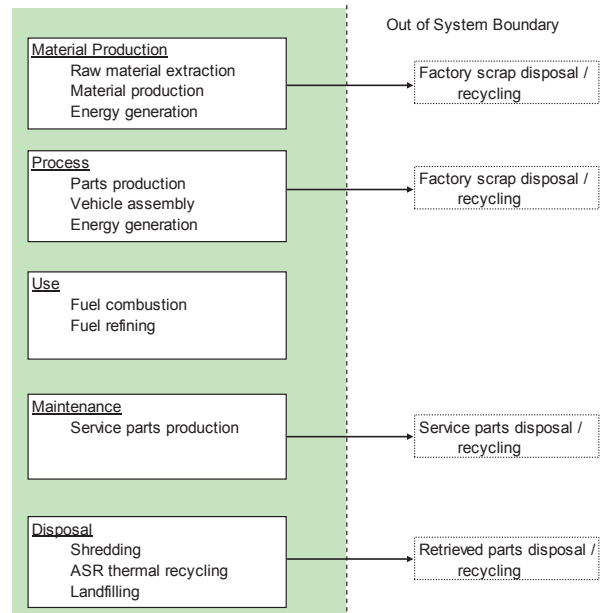 Out of System Boundary
Material Production
Raw material extraction
Material production
Energy generation
Factory scrap disposal /
recycling
Process
Parts production
Vehicle assembly
Energy generation
Factory scrap disposal /
recycling
Use
Fuel combustion
Fuel refining
Maintenance
Service parts production
Service parts disposal /
recycling
Disposal
Shredding
ASR thermal recycling
Landfilling
Retrieved parts disposal /
recycling